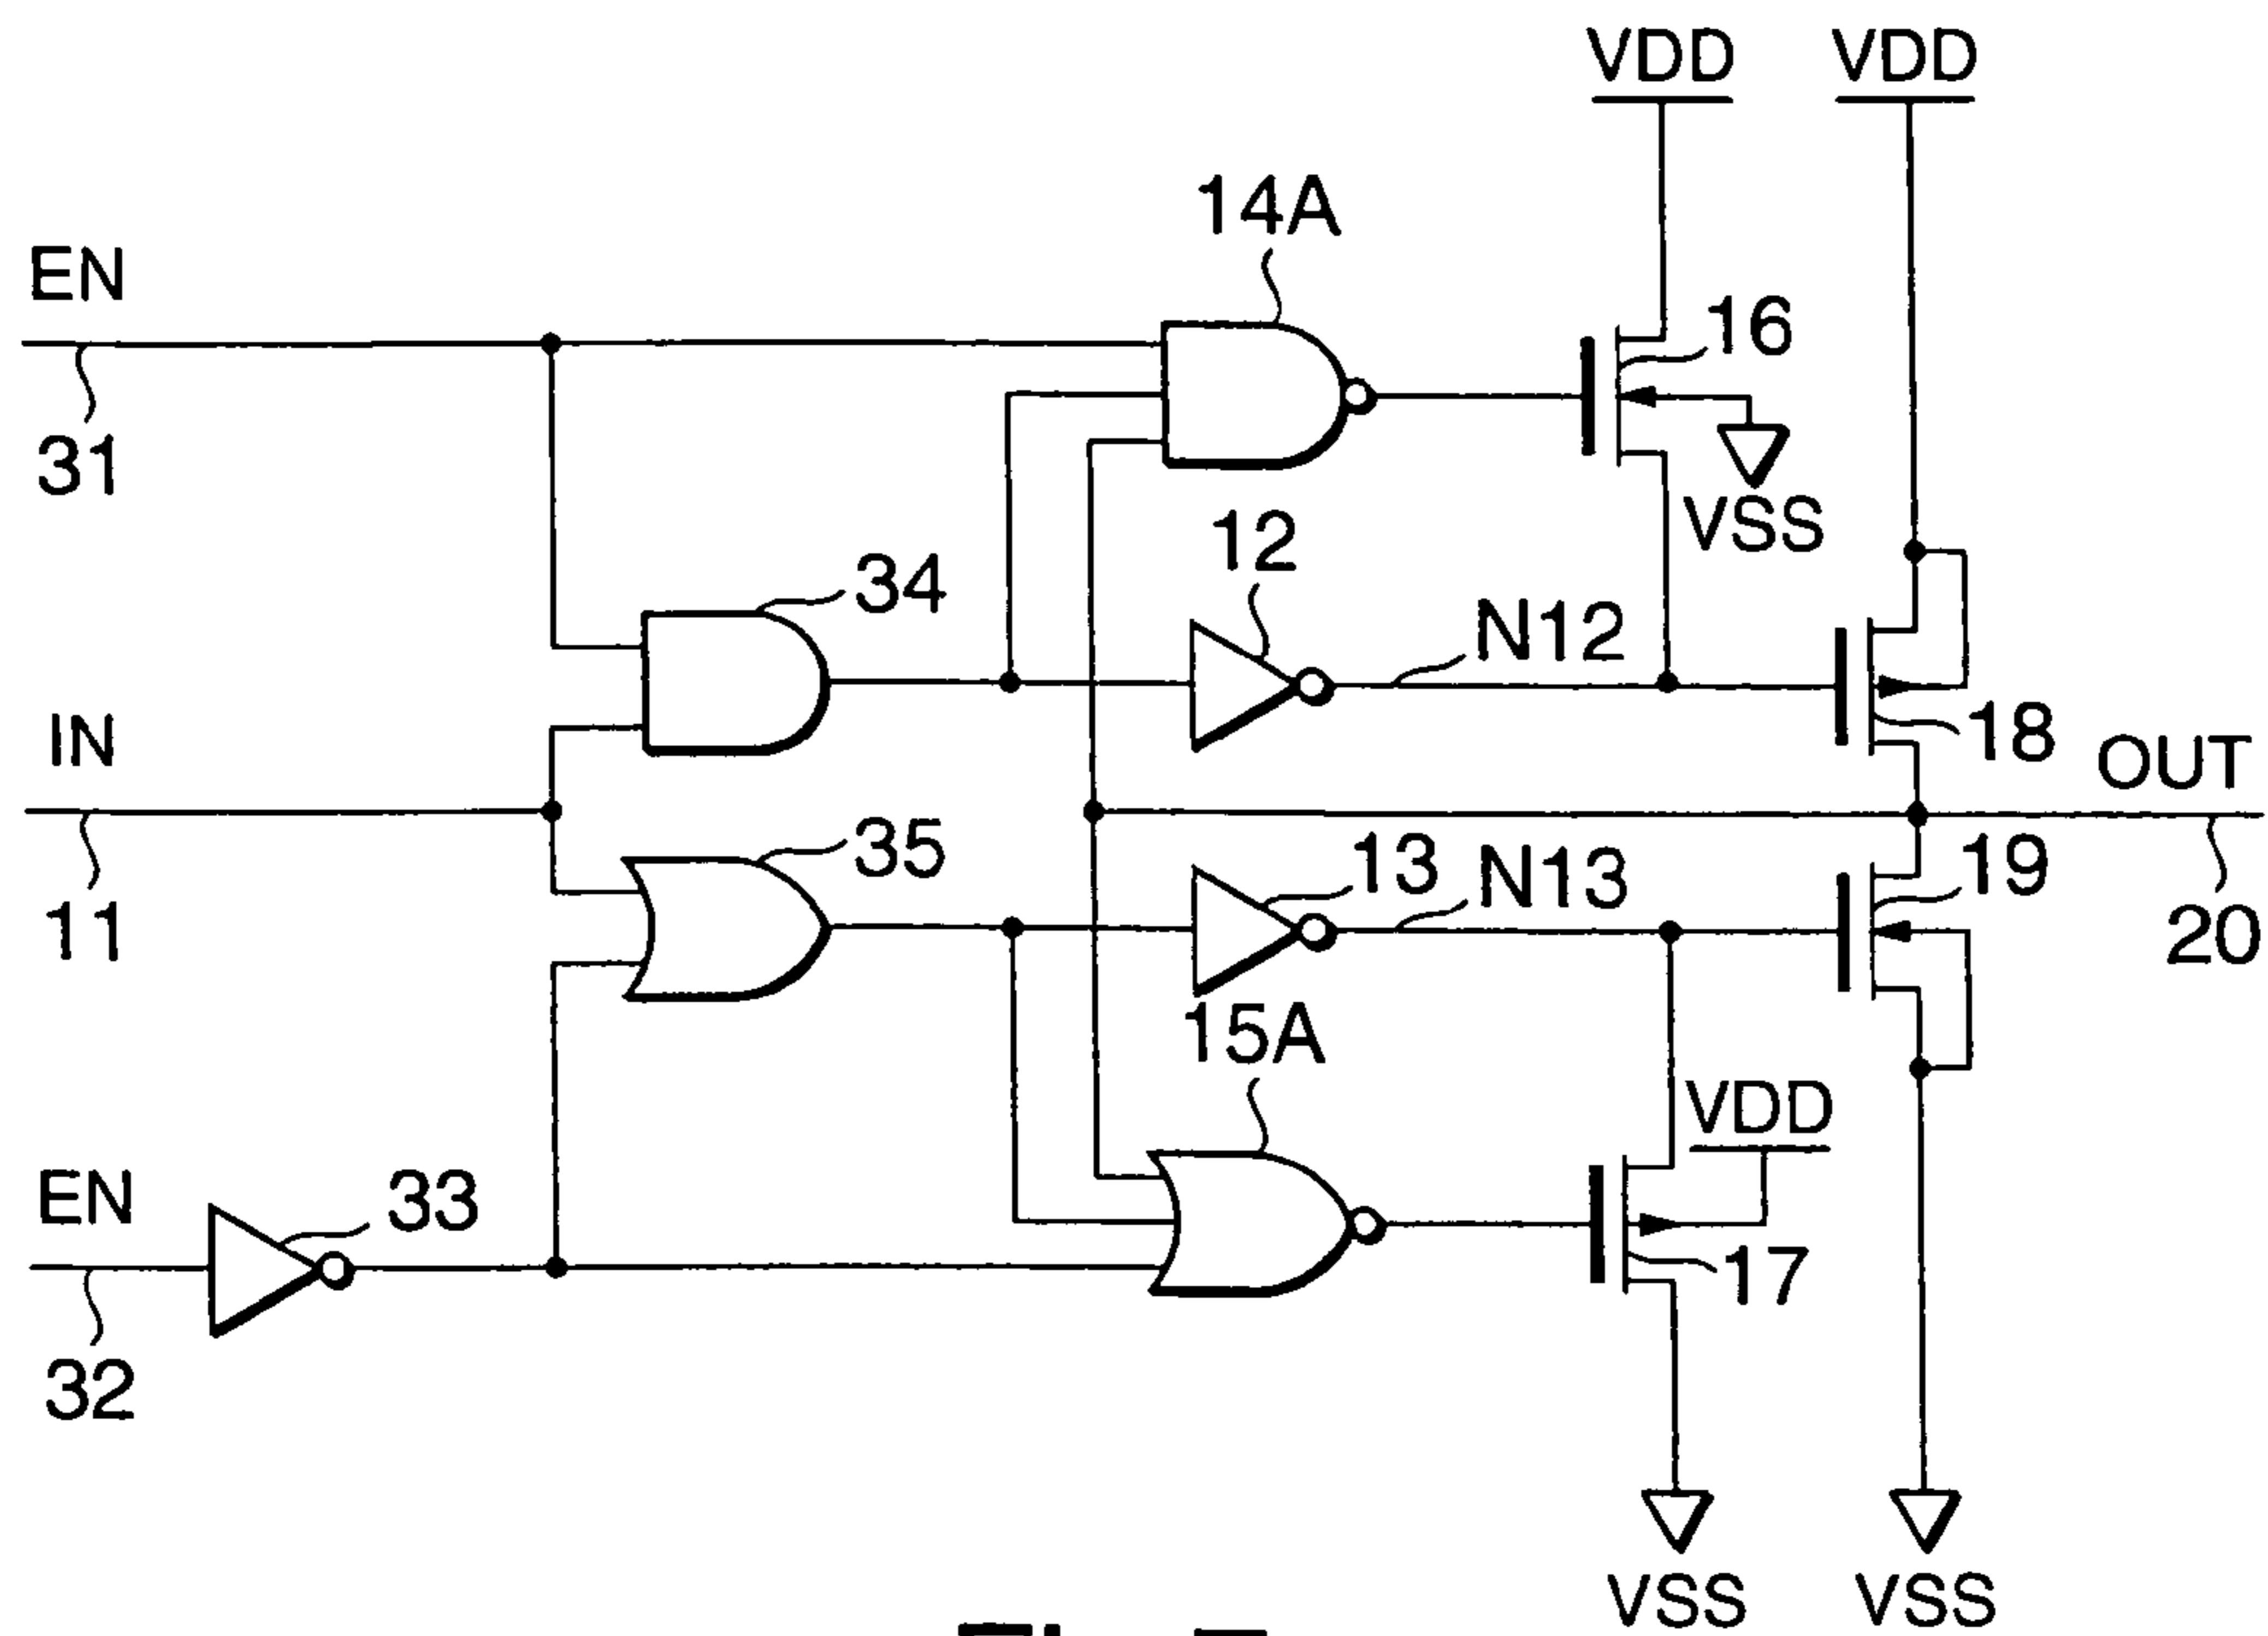 VDD VDD
14A
EN
16
31
VSS
12
34
N12
IN
18
OUT
35
13 N13
19
11
20
15A
VDD
EN
33
17
32
VSS VSS